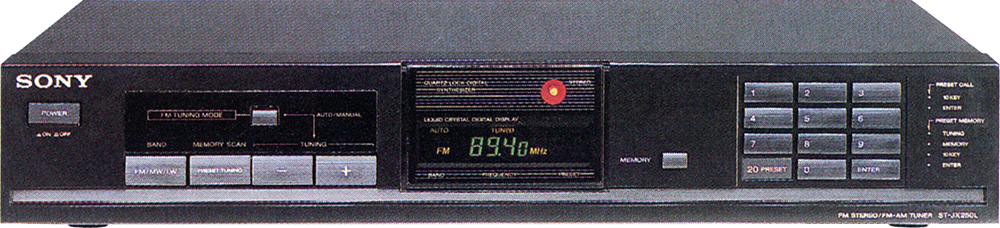 SONY
POWER
ON OFF
FM TUNING MODE
AUTO/MANUAL
BAND
MEMORY SCAN
TUNING
FM/MW/LW
PRESET TUNING
−
+
QUARTZ LOCK DIGITAL
SYNTHESIZER
STEREO
LIQUID CRYSTAL DIGITAL DISPLAY
AUTO
TUNED
FM 89.40 MHz
BAND
FREQUENCY
PRESET
MEMORY
1 2 3
4 5 6
7 8 9
20 PRESET 0 ENTER
PRESET CALL
10 KEY
ENTER
PRESET MEMORY
TUNING
MEMORY
10 KEY
ENTER
FM STEREO/FM-AM TUNER ST-JX250L